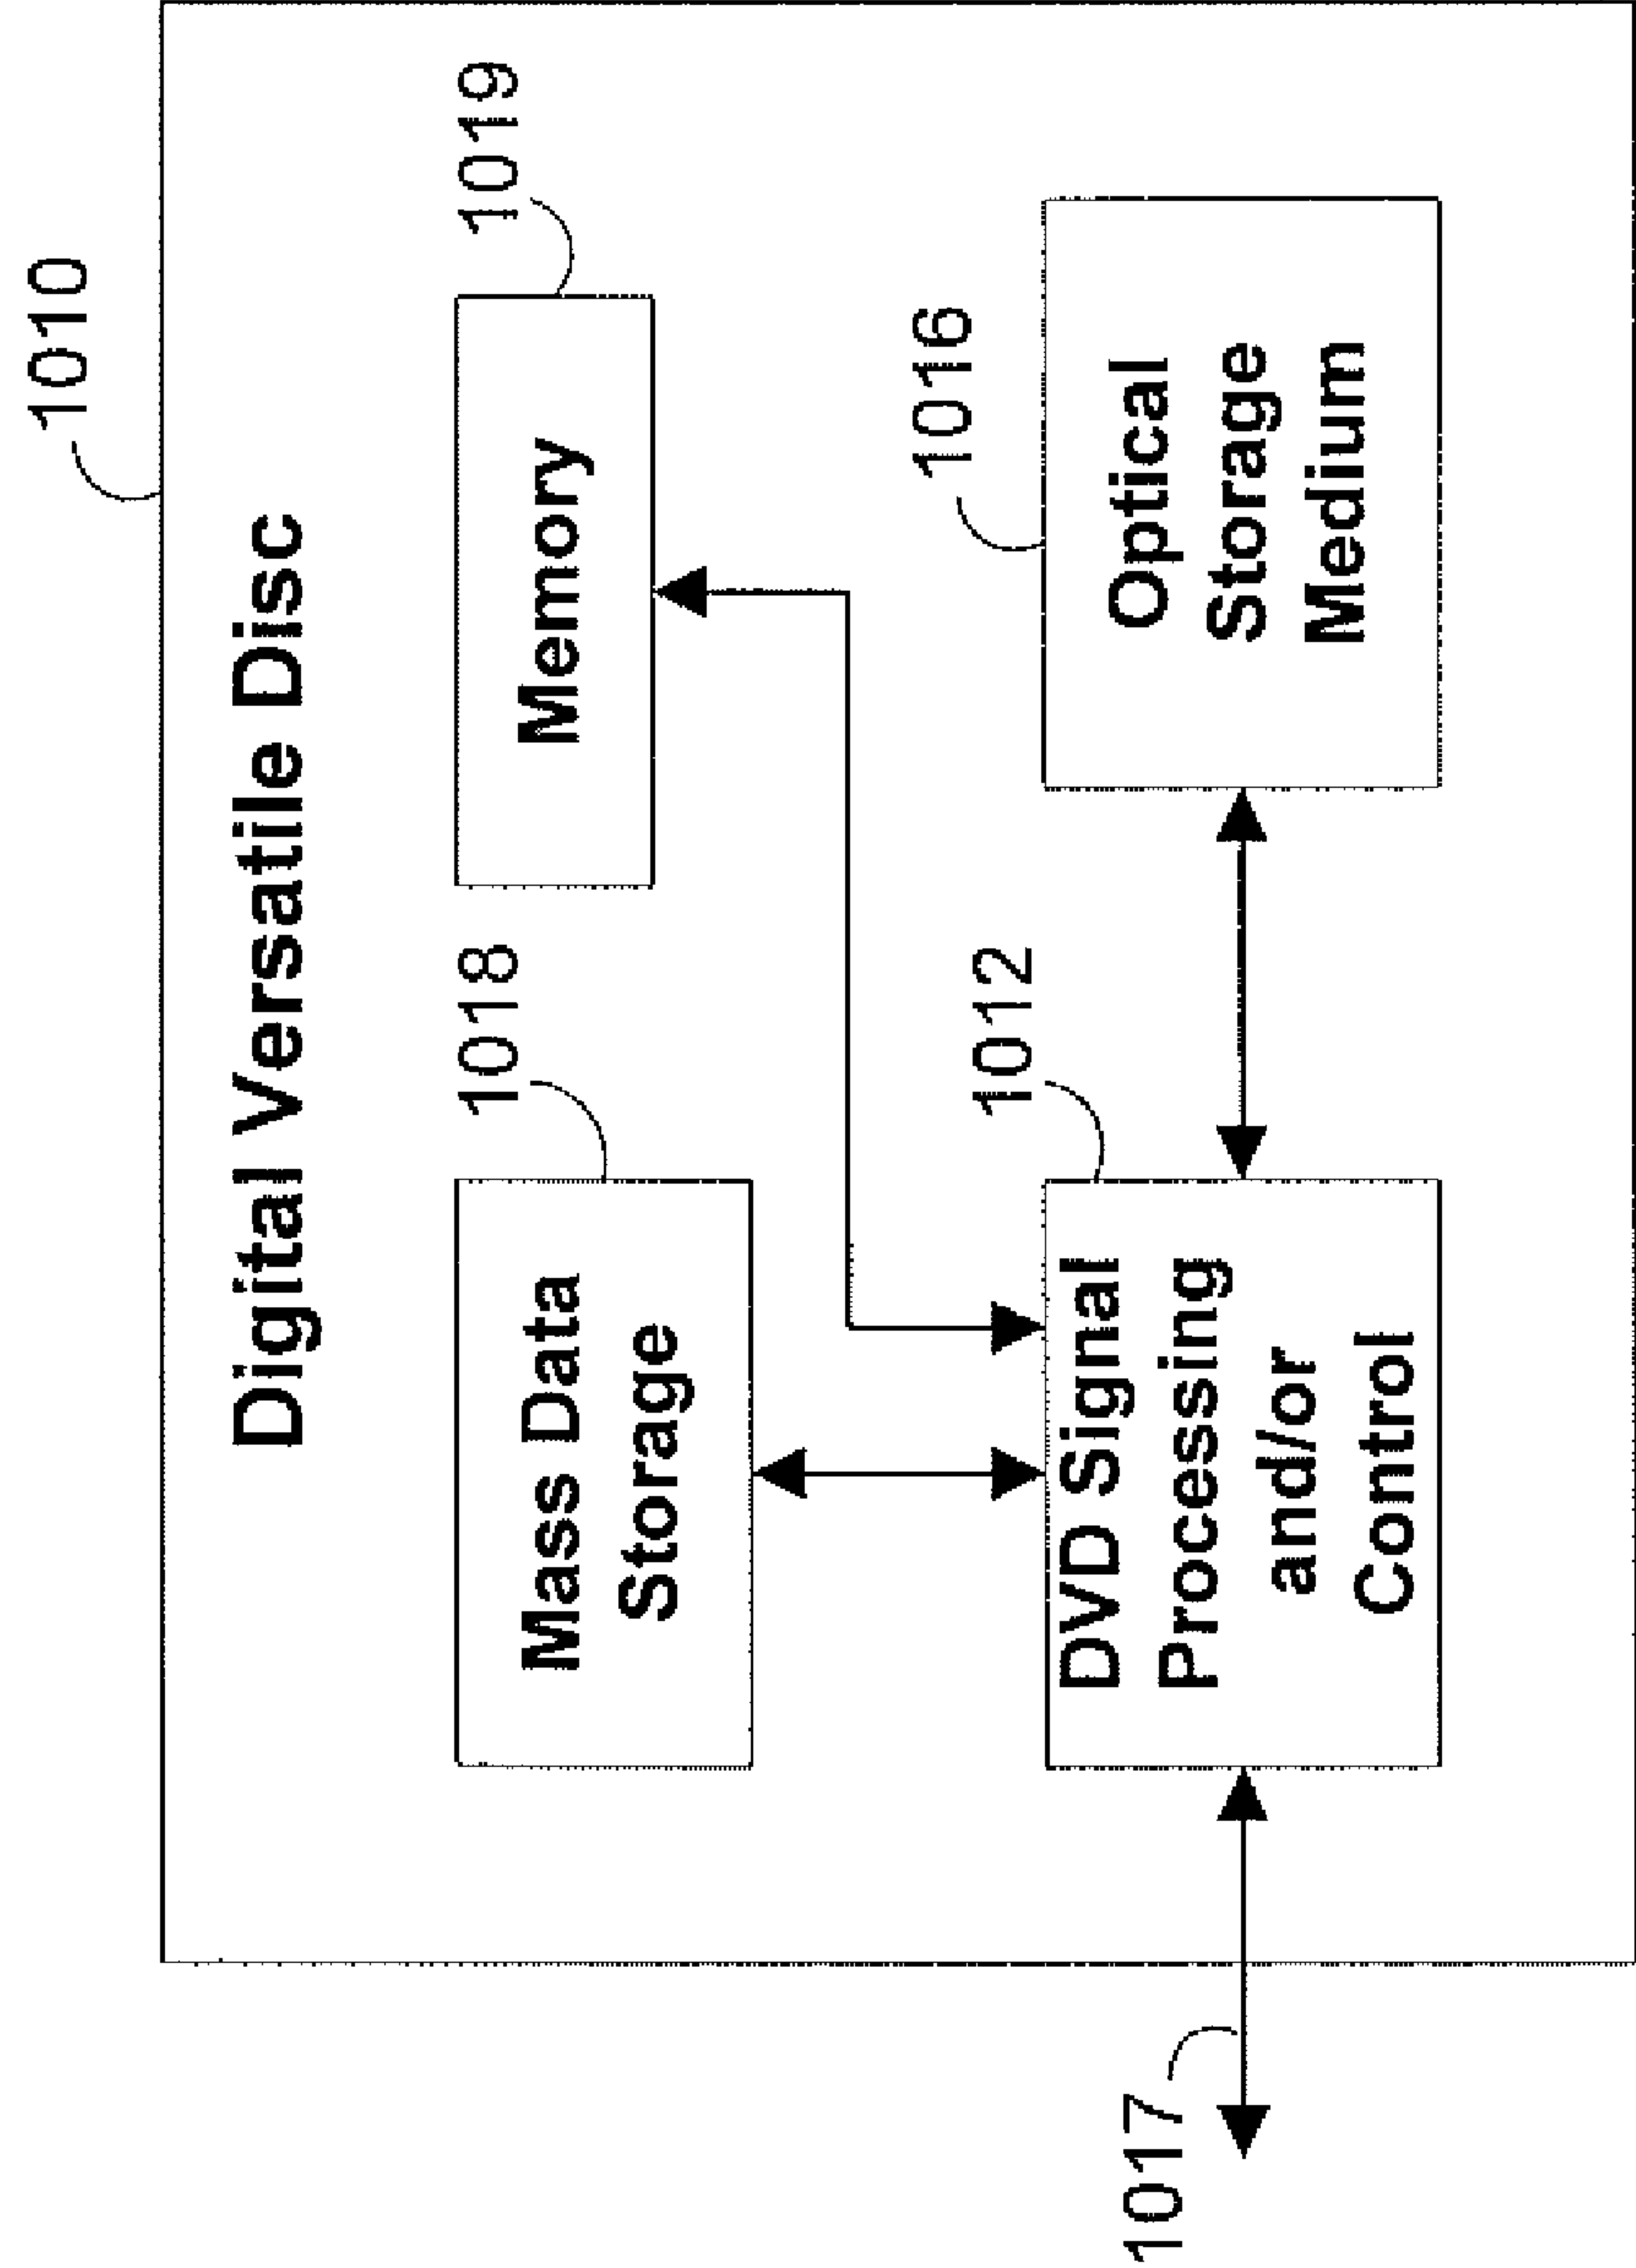 1010
Digital Versatile Disc
1018
1019
Mass Data
Storage
Memory
1012
1016
DVD Signal
Processing
and/or
Control
Optical
Storage
Medium
1017